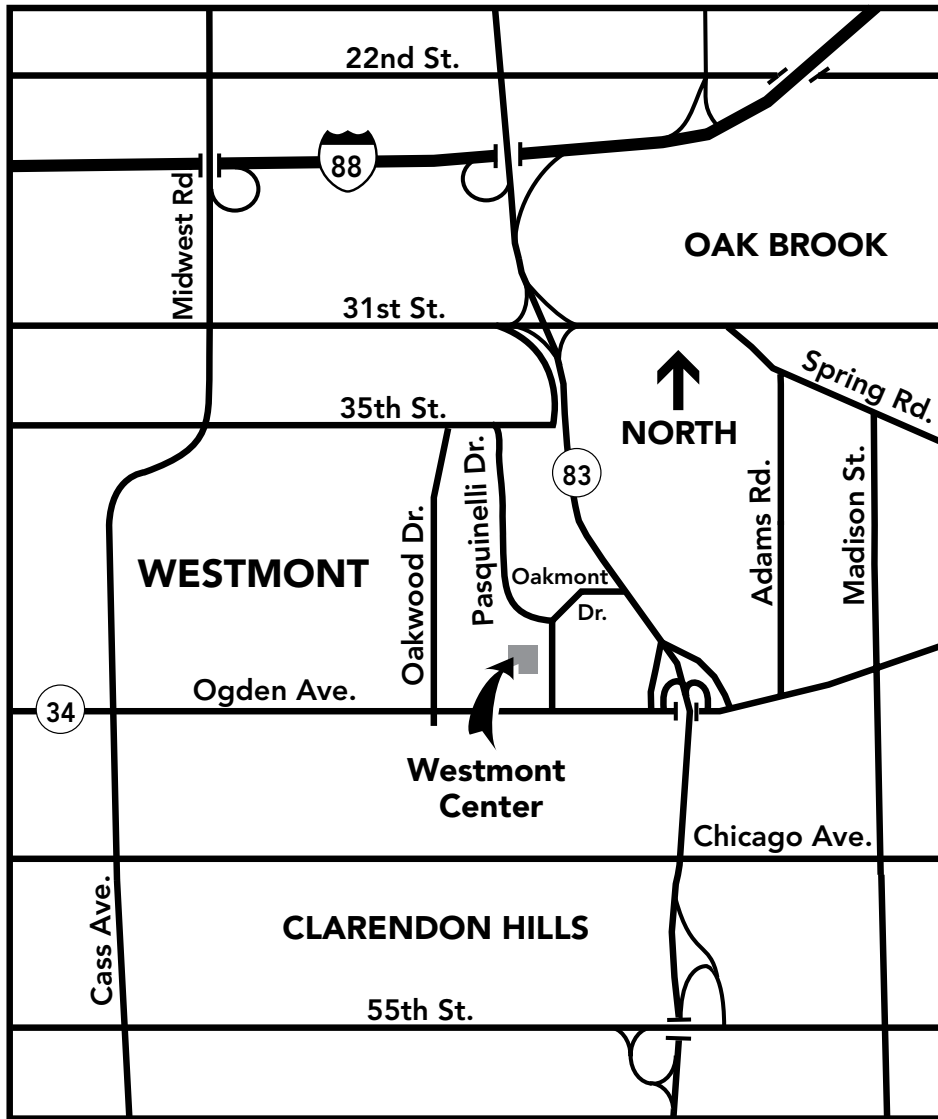 22nd St.
88
Midwest Rd
OAK BROOK
31st St.
Spring Rd.
35th St.
NORTH
Pasquinelli Dr.
83
Adams Rd.
Madison St.
Oakwood Dr.
WESTMONT
Oakmont
Dr.
Ogden Ave.
34
Westmont
Center
Chicago Ave.
Cass Ave.
CLARENDON HILLS
55th St.